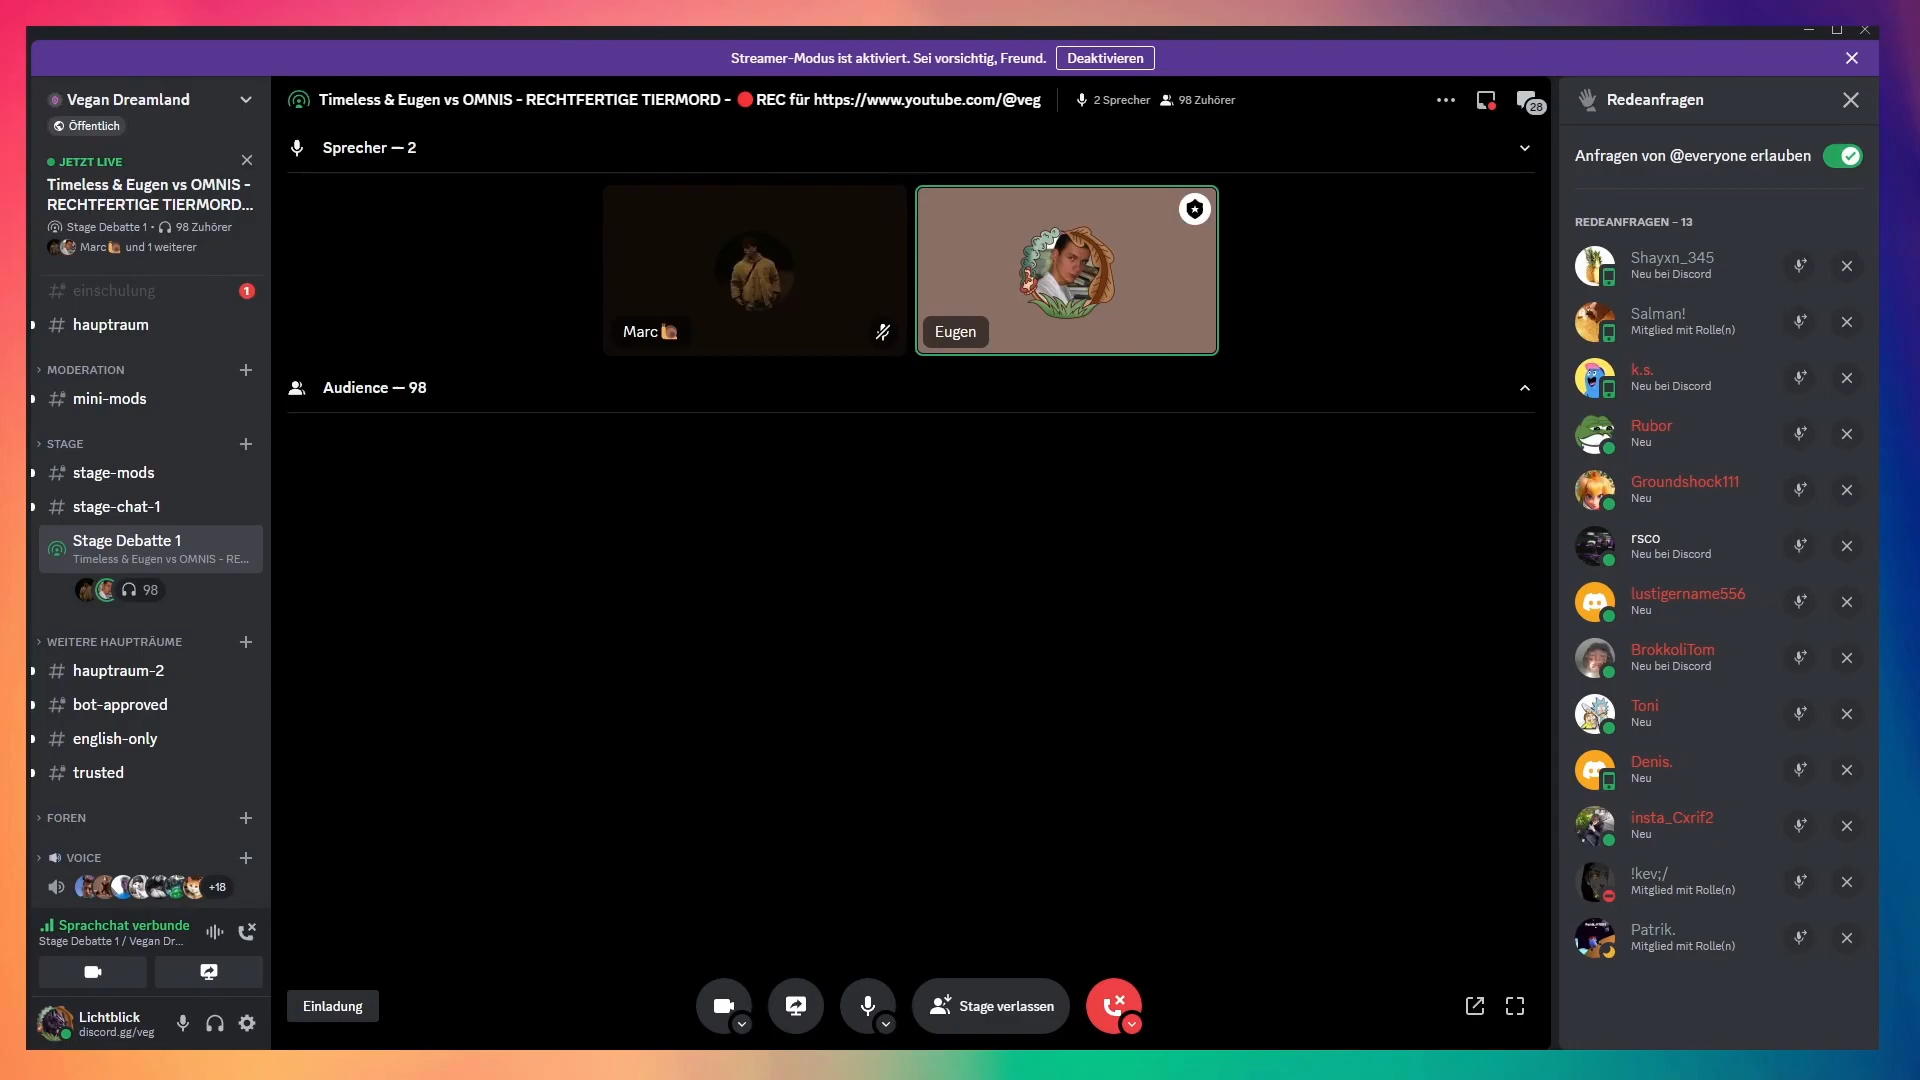 Streamer-Modus ist aktiviert. Sei vorsichtig, Freund.
Deaktivieren
Vegan Dreamland
Öffentlich
JETZT LIVE
Timeless & Eugen vs OMNIS -
RECHTFERTIGE TIERMORD...
Stage Debatte 1 • 98 Zuhörer
Marc🐌 und 1 weiterer
einschulung
1
hauptraum
MODERATION
mini-mods
STAGE
stage-mods
stage-chat-1
Stage Debatte 1
Timeless & Eugen vs OMNIS - RE...
98
WEITERE HAUPTRÄUME
hauptraum-2
bot-approved
english-only
trusted
FOREN
VOICE
+18
Sprachchat verbunde
Stage Debatte 1 / Vegan Dr...
Lichtblick
discord.gg/veg
Timeless & Eugen vs OMNIS - RECHTFERTIGE TIERMORD - 🔴REC für https://www.youtube.com/@veg
2 Sprecher
98 Zuhörer
28
Sprecher — 2
Marc🐌
Eugen
Audience — 98
Einladung
Stage verlassen
Redeanfragen
Anfragen von @everyone erlauben
REDEANFRAGEN – 13
Shayxn_345
Neu bei Discord
Salman!
Mitglied mit Rolle(n)
k.s.
Neu bei Discord
Rubor
Neu
Groundshock111
Neu
rsco
Neu bei Discord
lustigername556
Neu
BrokkoliTom
Neu bei Discord
Toni
Neu
Denis.
Neu
insta_Cxrif2
Neu
!kev;/
Mitglied mit Rolle(n)
Patrik.
Mitglied mit Rolle(n)